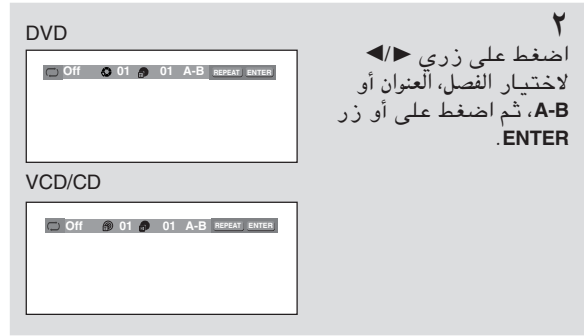 ٢
اضغط على زري ►/◄
لاختيار الفصل، العنوان أو
A-B، ثم اضغط على أو زر
ENTER.
DVD
Off 01 01 A-B REPEAT ENTER
VCD/CD
Off 01 01 A-B REPEAT ENTER